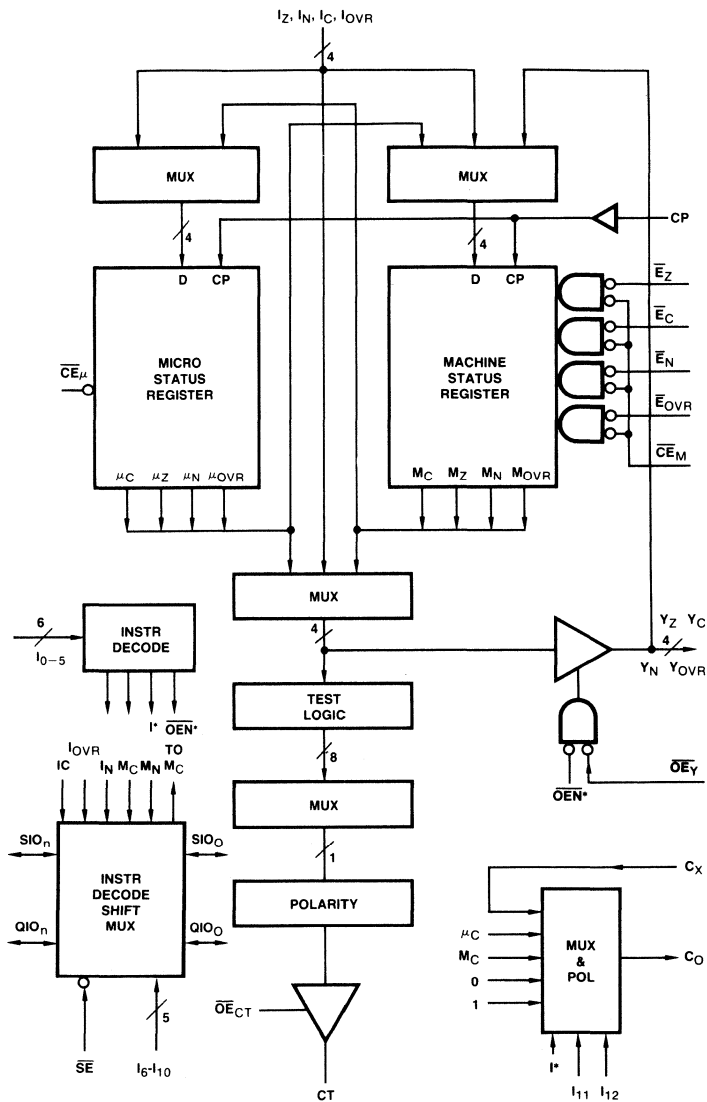 I_Z, I_N, I_C, I_OVR
4
MUX
MUX
4
4
CP
D CP
D CP
E̅_Z
E̅_C
E̅_N
E̅_OVR
C̅E̅_M
C̅E̅_μ
MICRO
STATUS
REGISTER
MACHINE
STATUS
REGISTER
μ_C μ_Z μ_N μ_OVR
M_C M_Z M_N M_OVR
MUX
4
6
I_0–5
INSTR
DECODE
I* O̅E̅N̅*
Y_Z Y_C
4
Y_N Y_OVR
TEST
LOGIC
8
O̅E̅N̅*
O̅E̅_Y
I_OVR TO
IC I_N M_C M_N M_C
MUX
1
SIO_n
SIO_O
INSTR
DECODE
SHIFT
MUX
QIO_n
QIO_O
POLARITY
S̅E̅
5
I_6-I_10
O̅E̅_CT
CT
C_X
μ_C
M_C
0
1
MUX
&
POL
C_O
I*
I_11 I_12